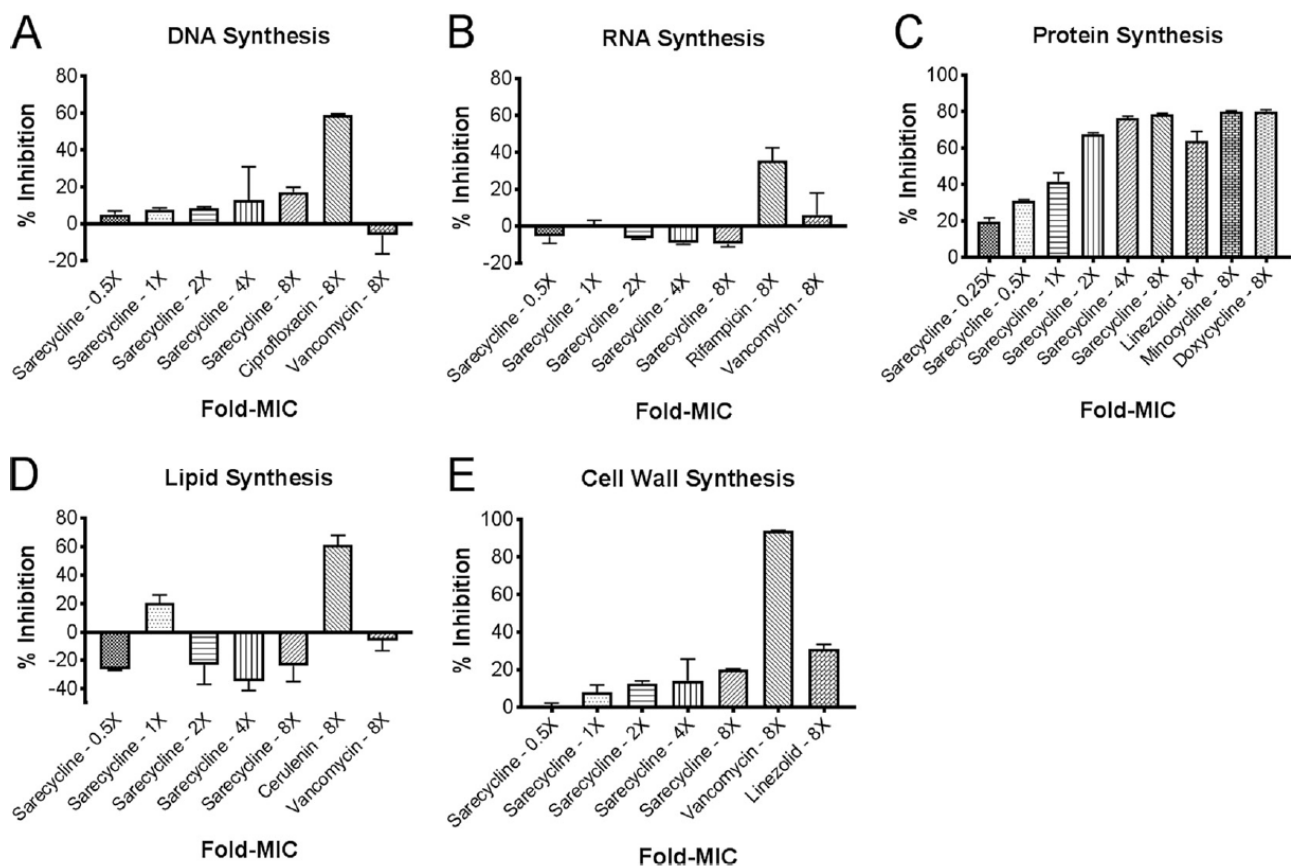 A
DNA Synthesis
% Inhibition
80
60
40
20
0
-20
Sarecycline - 0.5X
Sarecycline - 1X
Sarecycline - 2X
Sarecycline - 4X
Sarecycline - 8X
Ciprofloxacin - 8X
Vancomycin - 8X
Fold-MIC
B
RNA Synthesis
% Inhibition
80
60
40
20
0
-20
Sarecycline - 0.5X
Sarecycline - 1X
Sarecycline - 2X
Sarecycline - 4X
Sarecycline - 8X
Rifampicin - 8X
Vancomycin - 8X
Fold-MIC
C
Protein Synthesis
% Inhibition
100
80
60
40
20
0
Sarecycline - 0.25X
Sarecycline - 0.5X
Sarecycline - 1X
Sarecycline - 2X
Sarecycline - 4X
Sarecycline - 8X
Linezolid - 8X
Minocycline - 8X
Doxycycline - 8X
Fold-MIC
D
Lipid Synthesis
% Inhibition
80
60
40
20
0
-20
-40
Sarecycline - 0.5X
Sarecycline - 1X
Sarecycline - 2X
Sarecycline - 4X
Sarecycline - 8X
Cerulenin - 8X
Vancomycin - 8X
Fold-MIC
E
Cell Wall Synthesis
% Inhibition
100
80
60
40
20
0
Sarecycline - 0.5X
Sarecycline - 1X
Sarecycline - 2X
Sarecycline - 4X
Sarecycline - 8X
Vancomycin - 8X
Linezolid - 8X
Fold-MIC